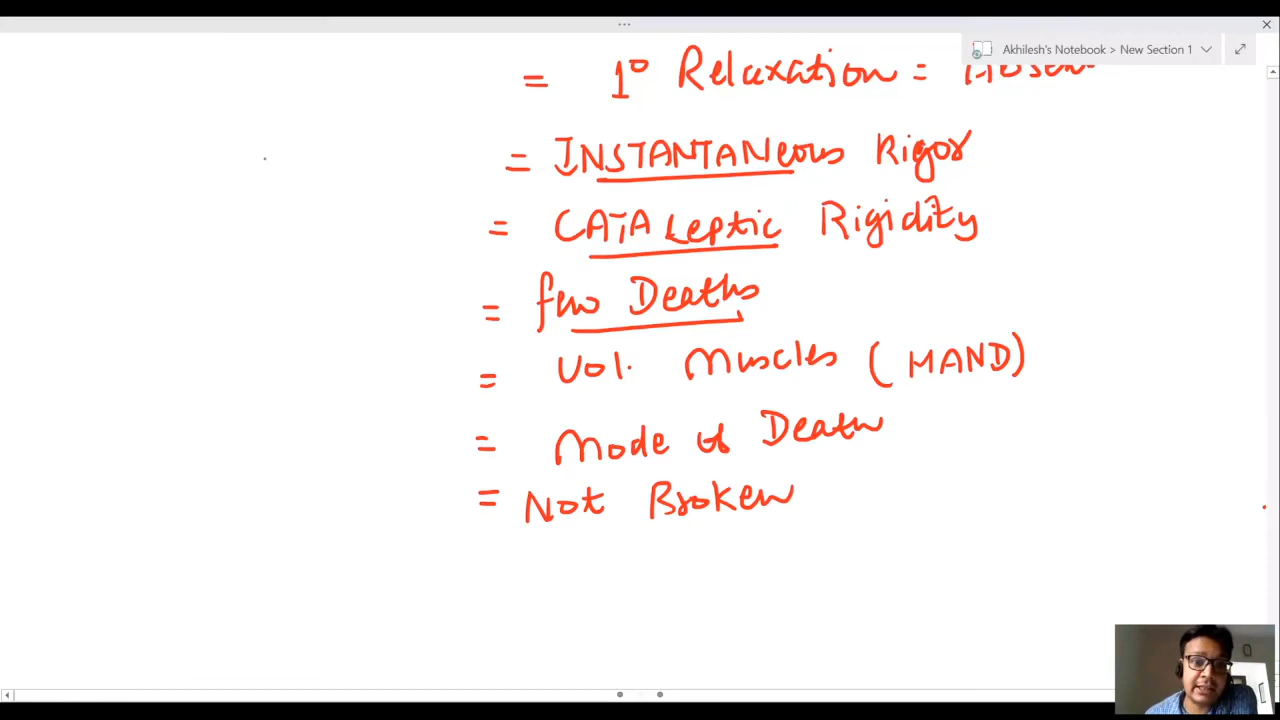 Akhilesh's Notebook > New Section 1
= 1° Relaxation =
= INSTANTANeous Rigor
= CATALeptic Rigidity
= few Deaths
= Vol. Muscles (HAND)
= Mode of Death
= Not Broken